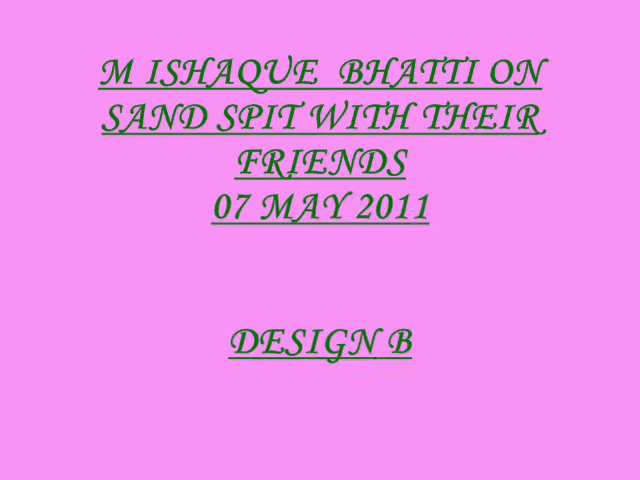 M ISHAQUE  BHATTI ON
SAND SPIT WITH THEIR
FRIENDS
07 MAY 2011
DESIGN B